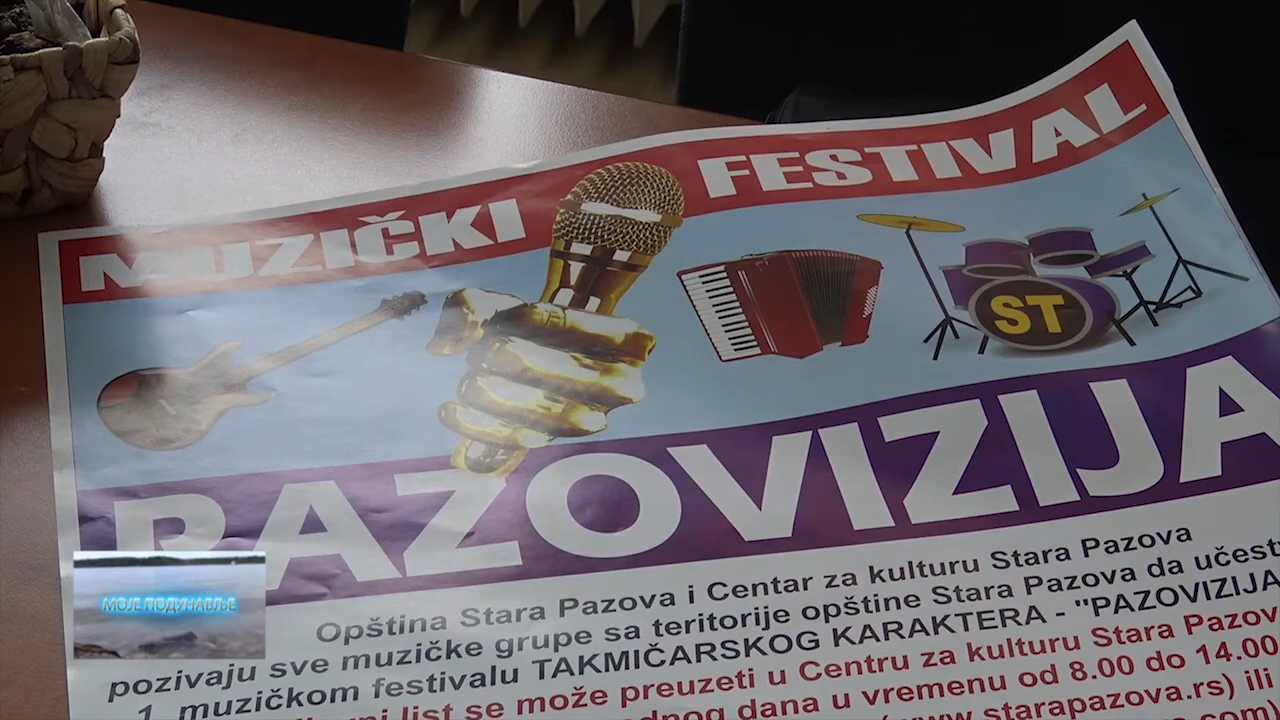 MUZIČKI FESTIVAL
ST
PAZOVIZIJA
Opština Stara Pazova i Centar za kulturu Stara Pazova
pozivaju sve muzičke grupe sa teritorije opštine Stara Pazova da
1. muzičkom festivalu TAKMIČARSKOG KARAKTERA - "PAZOVIZIJA
list se može preuzeti u Centru za kulturu Stara
dana u vremenu od 8.00 do 14.00
(www.starapazova.rs) ili
МОЈЕ ПОДУНАВЉЕ